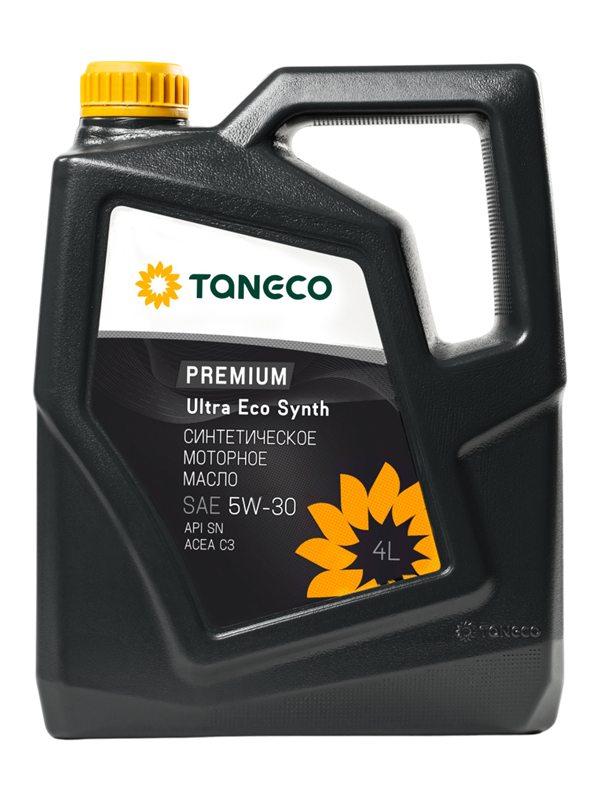 TANECO
PREMIUM
Ultra Eco Synth
СИНТЕТИЧЕСКОЕ
МОТОРНОЕ
МАСЛО
SAE 5W-30
API SN
ACEA C3
4L
TANECO